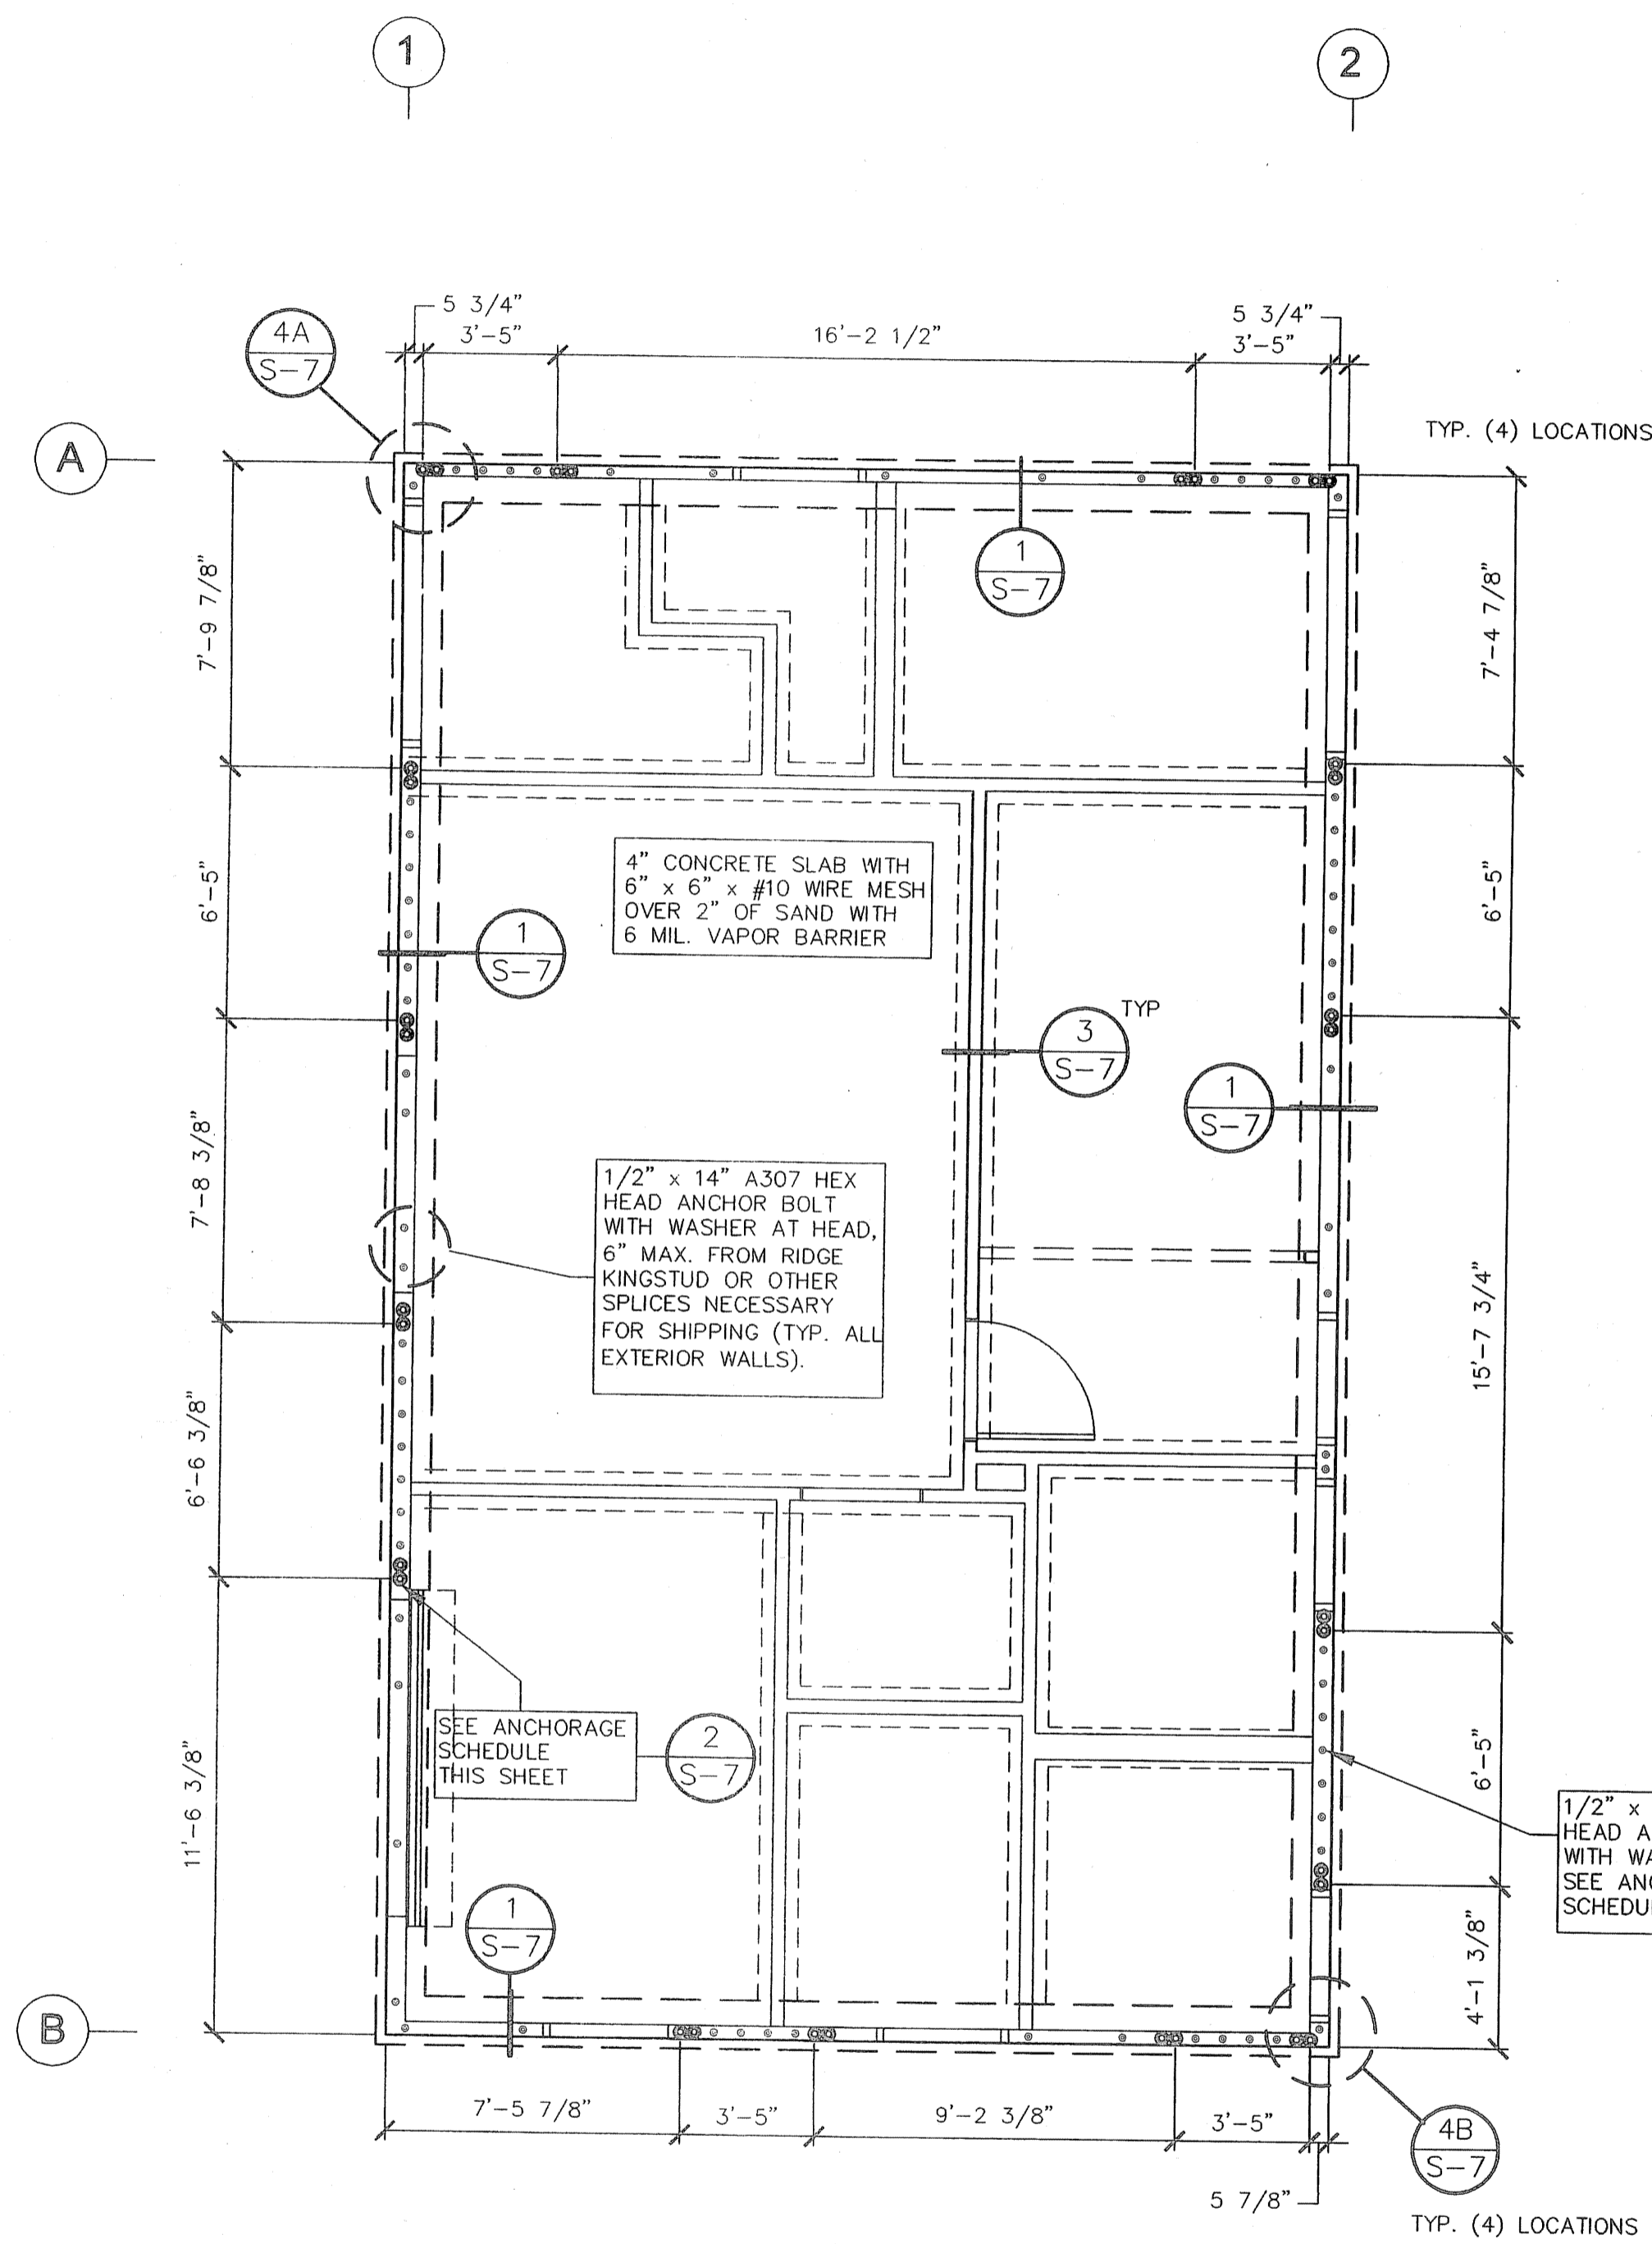 1
2
5 3/4"
3'-5"
16'-2 1/2"
5 3/4"
3'-5"
4A
S-7
TYP. (4) LOCATIONS
A
1
S-7
7'-9 7/8"
7'-4 7/8"
4" CONCRETE SLAB WITH
6" x 6" x #10 WIRE MESH
OVER 2" OF SAND WITH
6 MIL. VAPOR BARRIER
6'-5"
6'-5"
1
S-7
TYP
3
S-7
1
S-7
7'-8 3/8"
1/2" x 14" A307 HEX
HEAD ANCHOR BOLT
WITH WASHER AT HEAD,
6" MAX. FROM RIDGE
KINGSTUD OR OTHER
SPLICES NECESSARY
FOR SHIPPING (TYP. ALL
EXTERIOR WALLS).
15'-7 3/4"
6'-6 3/8"
SEE ANCHORAGE
SCHEDULE
THIS SHEET
2
S-7
6'-5"
11'-6 3/8"
1/2" x
HEAD A
WITH WA
SEE ANC
SCHEDU
1
S-7
4'-1 3/8"
B
7'-5 7/8"
3'-5"
9'-2 3/8"
3'-5"
5 7/8"
4B
S-7
TYP. (4) LOCATIONS